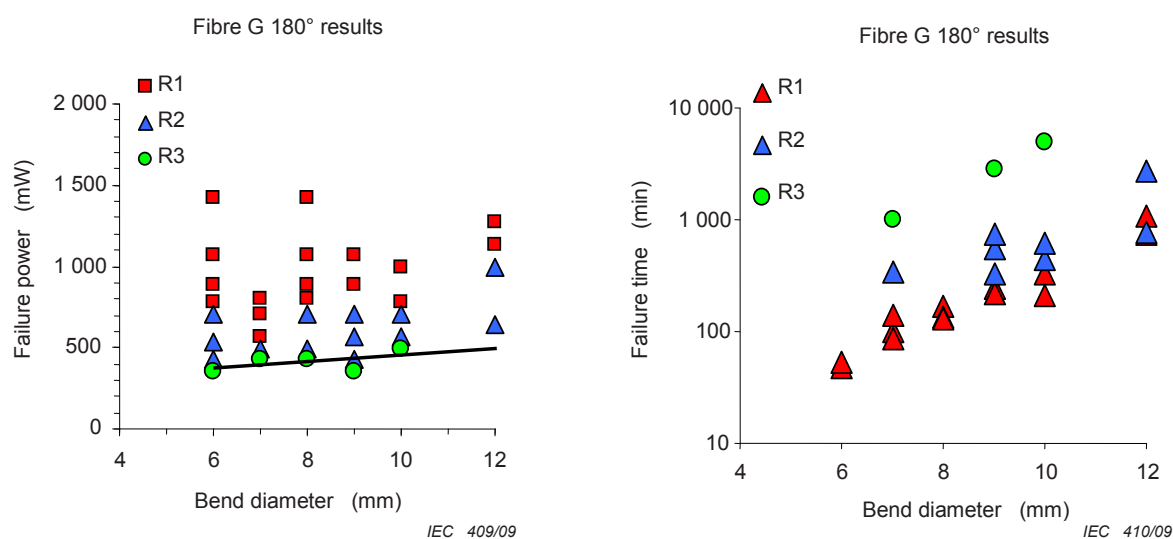 Fibre G 180° results
R1
R2
R3
2 000
1 500
1 000
500
0
Failure power (mW)
4 6 8 10 12
Bend diameter (mm)
IEC 409/09
Fibre G 180° results
R1
R2
R3
10 000
1 000
100
10
Failure time (min)
4 6 8 10 12
Bend diameter (mm)
IEC 410/09